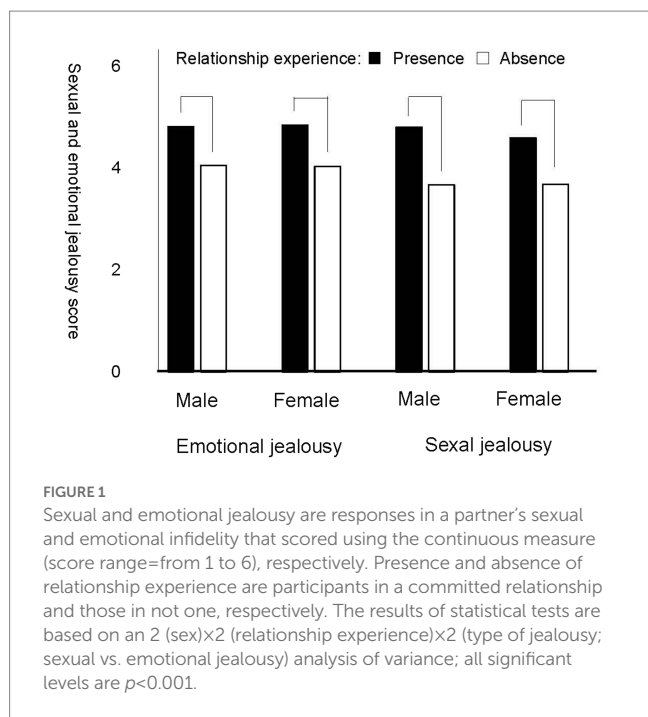 Sexual and emotional jealousy score
6
4
2
0
Relationship experience: ■ Presence □ Absence
Male Female Male Female
Emotional jealousy Sexal jealousy
FIGURE 1
Sexual and emotional jealousy are responses in a partner’s sexual
and emotional infidelity that scored using the continuous measure
(score range=from 1 to 6), respectively. Presence and absence of
relationship experience are participants in a committed relationship
and those in not one, respectively. The results of statistical tests are
based on an 2 (sex)×2 (relationship experience)×2 (type of jealousy;
sexual vs. emotional jealousy) analysis of variance; all significant
levels are p<0.001.